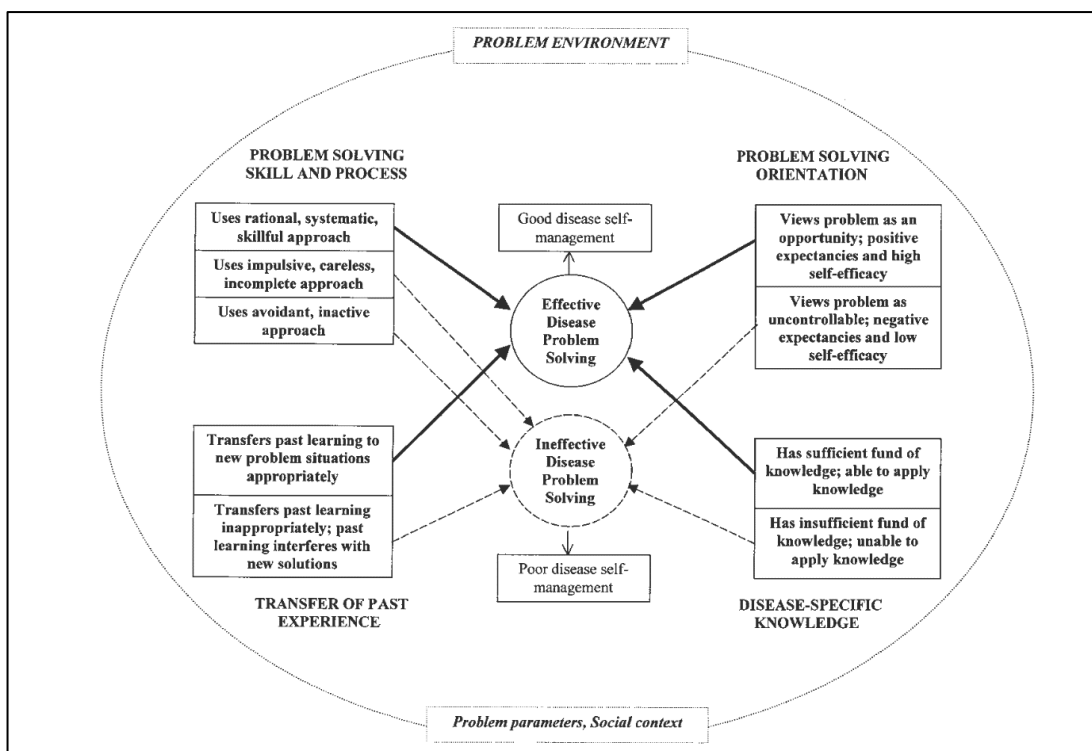 PROBLEM ENVIRONMENT
PROBLEM SOLVING
SKILL AND PROCESS
Uses rational, systematic,
skillful approach
Uses impulsive, careless,
incomplete approach
Uses avoidant, inactive
approach
Good disease self-
management
PROBLEM SOLVING
ORIENTATION
Views problem as an
opportunity; positive
expectancies and high
self-efficacy
Views problem as
uncontrollable; negative
expectancies and low
self-efficacy
Effective
Disease
Problem
Solving
Transfers past learning to
new problem situations
appropriately
Transfers past learning
inappropriately; past
learning interferes with
new solutions
TRANSFER OF PAST
EXPERIENCE
Ineffective
Disease
Problem
Solving
Poor disease self-
management
Has sufficient fund of
knowledge; able to apply
knowledge
Has insufficient fund of
knowledge; unable to
apply knowledge
DISEASE-SPECIFIC
KNOWLEDGE
Problem parameters, Social context